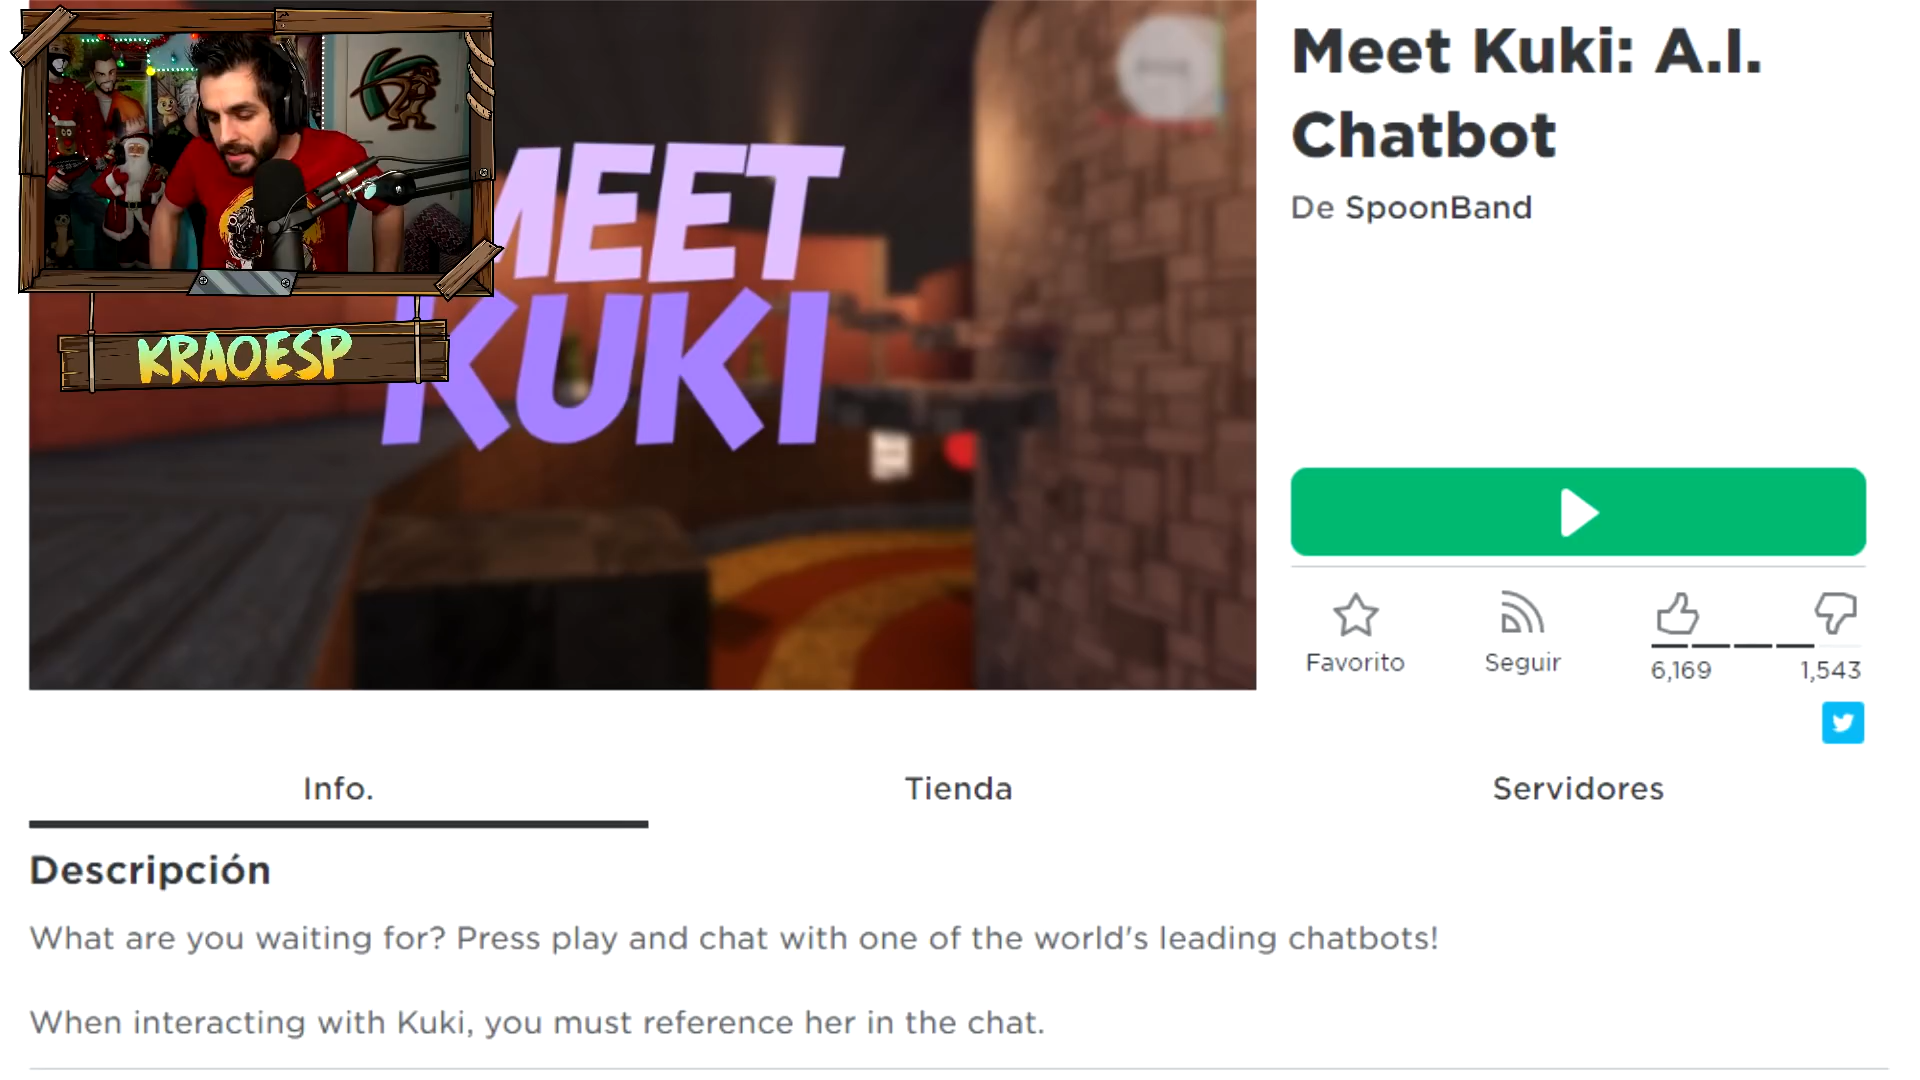 MEET
KUKI
KRAOESP
Meet Kuki: A.I.
Chatbot
De SpoonBand
Favorito
Seguir
6,169
1,543
Info.
Tienda
Servidores
Descripción
What are you waiting for? Press play and chat with one of the world's leading chatbots!
When interacting with Kuki, you must reference her in the chat.